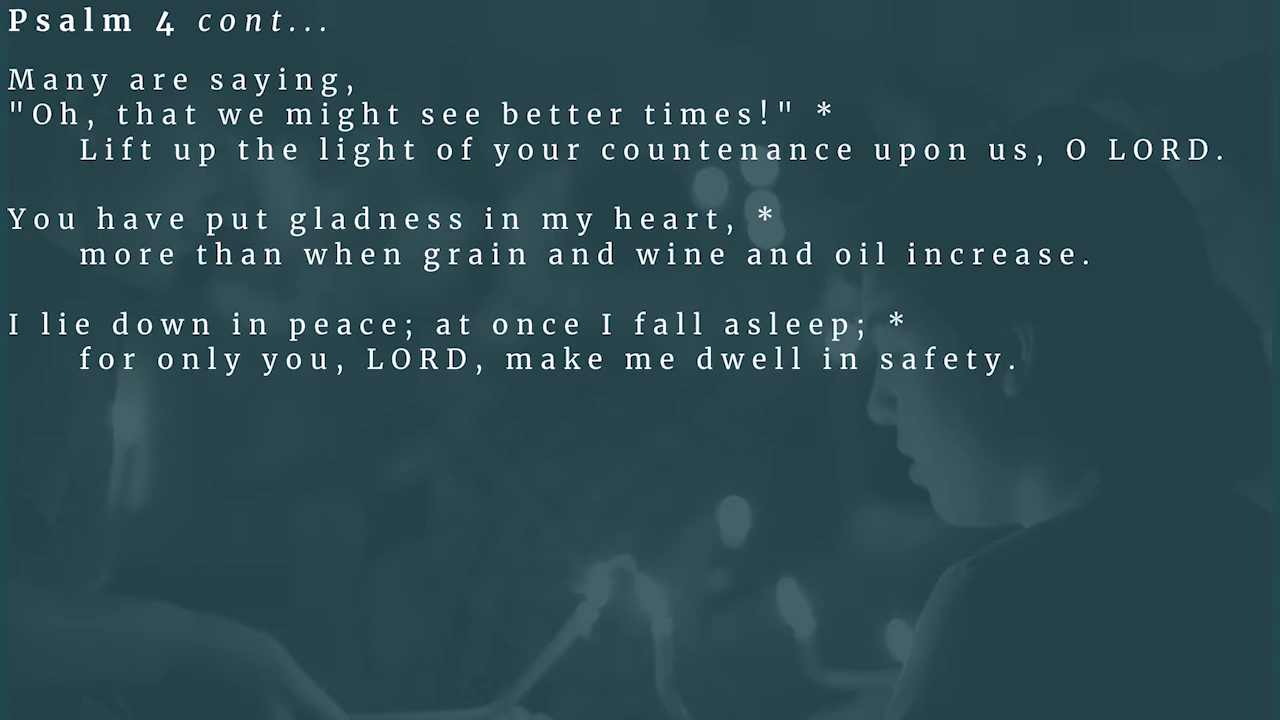 Psalm 4 cont...
Many are saying,
"Oh, that we might see better times!" *
Lift up the light of your countenance upon us, O LORD.
You have put gladness in my heart, *
more than when grain and wine and oil increase.
I lie down in peace; at once I fall asleep; *
for only you, LORD, make me dwell in safety.